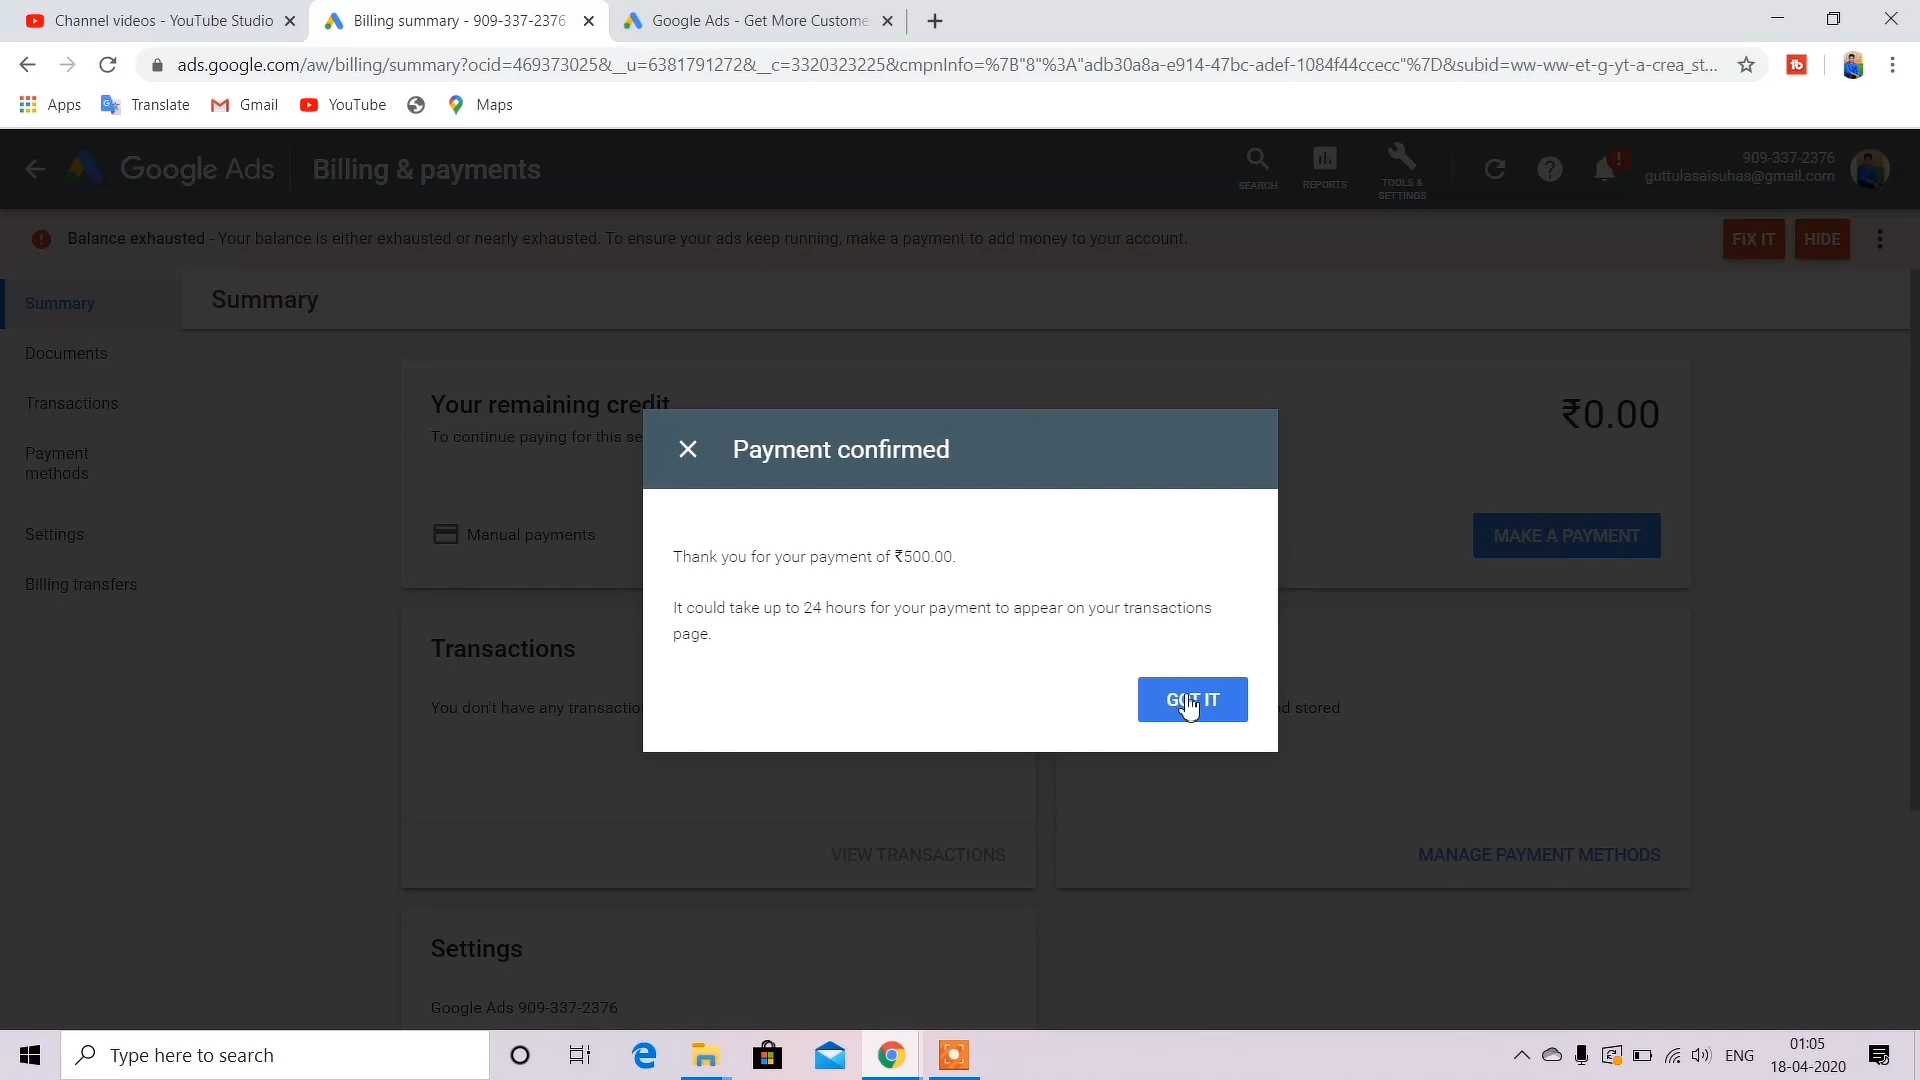 Channel videos - YouTube Studio
Billing summary - 909-337-2376
Google Ads - Get More Custome
ads.google.com/aw/billing/summary?ocid=469373025&__u=6381791272&__c=3320323225&cmpnInfo=%7B"8"%3A"adb30a8a-e914-47bc-adef-1084f44ccecc"%7D&subid=ww-ww-et-g-yt-a-crea_st...
Apps
Translate
Gmail
YouTube
Maps
Google Ads
Billing & payments
SEARCH
REPORTS
TOOLS &
SETTINGS
909-337-2376
guttulasaisuhas@gmail.com
Balance exhausted - Your balance is either exhausted or nearly exhausted. To ensure your ads keep running, make a payment to add money to your account.
FIX IT
HIDE
Summary
Documents
Transactions
Payment
methods
Settings
Billing transfers
Summary
Your remaining credit
To continue paying for this se
₹0.00
Manual payments
MAKE A PAYMENT
Payment confirmed
Thank you for your payment of ₹500.00.
It could take up to 24 hours for your payment to appear on your transactions
page.
GOT IT
Transactions
You don't have any transactio
d stored
VIEW TRANSACTIONS
MANAGE PAYMENT METHODS
Settings
Google Ads 909-337-2376
Type here to search
ENG
01:05
18-04-2020